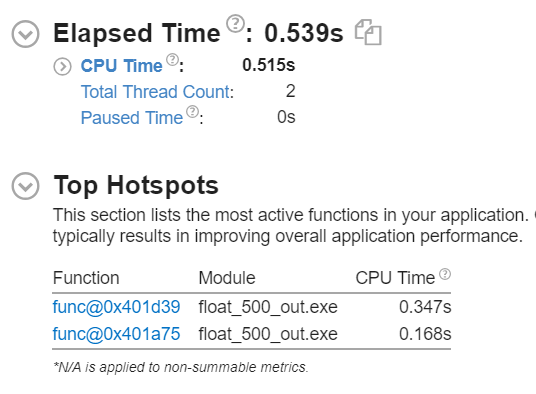 Elapsed Time ?: 0.539s
CPU Time ?: 0.515s
Total Thread Count: 2
Paused Time ?: 0s
Top Hotspots
This section lists the most active functions in your application.
typically results in improving overall application performance.
Function Module CPU Time ?
func@0x401d39 float_500_out.exe 0.347s
func@0x401a75 float_500_out.exe 0.168s
*N/A is applied to non-summable metrics.